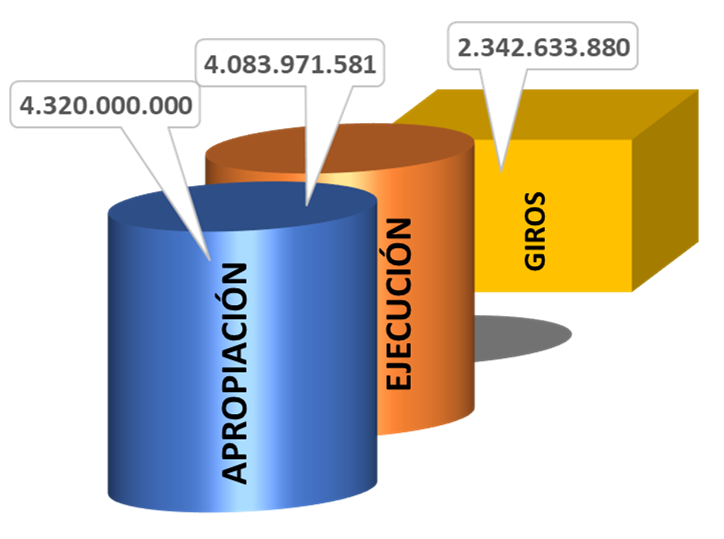 4.320.000.000
4.083.971.581
2.342.633.880
APROPIACIÓN
EJECUCIÓN
GIROS